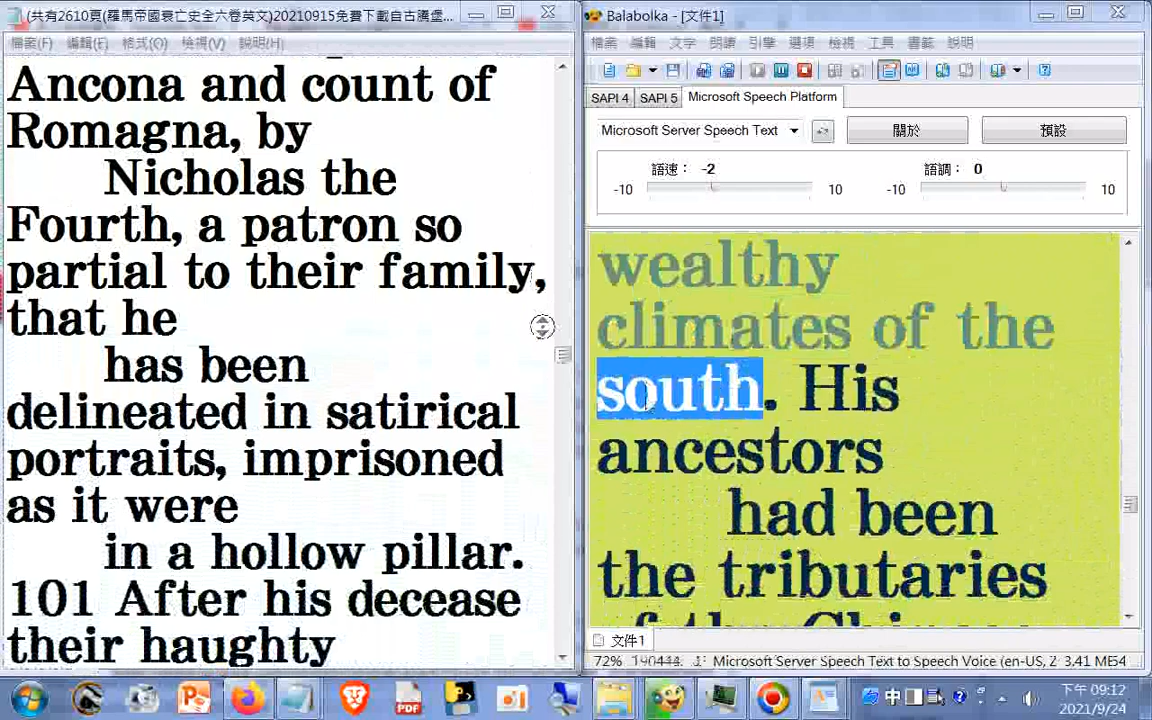 (共有2610頁(羅馬帝國衰亡史全六卷英文)20210915免費下載自古騰堡...
檔案(F) 編輯(E) 格式(O) 檢視(V) 說明(H)
Ancona and count of
Romagna, by
Nicholas the
Fourth, a patron so
partial to their family,
that he
has been
delineated in satirical
portraits, imprisoned
as it were
in a hollow pillar.
101 After his decease
their haughty
Balabolka - [文件1]
檔案 編輯 文字 閱讀 引擎 選項 檢視 工具 書籤 說明
SAPI 4 SAPI 5 Microsoft Speech Platform
Microsoft Server Speech Text 關於 預設
語速： -2 語調： 0
-10 10 -10 10
wealthy
climates of the
south. His
ancestors
had been
the tributaries
文件1
72% Microsoft Server Speech Text to Speech Voice (en-US, Z 3,41 ME54
PDF
中
下午 09:12
2021/9/24